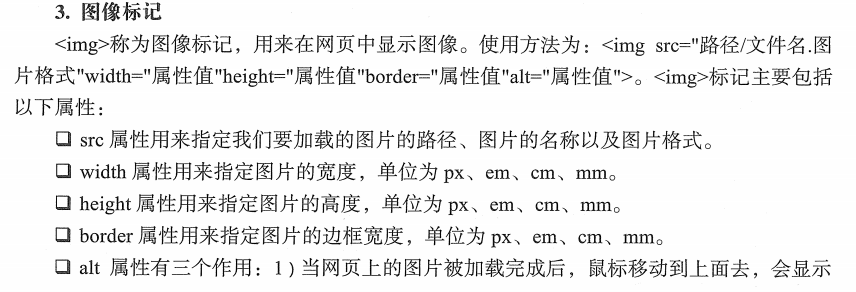 3. 图像标记
<img>称为图像标记，用来在网页中显示图像。使用方法为：<img src="路径/文件名.图
片格式"width="属性值"height="属性值"border="属性值"alt="属性值">。<img>标记主要包括
以下属性：
❑ src 属性用来指定我们要加载的图片的路径、图片的名称以及图片格式。
❑ width 属性用来指定图片的宽度，单位为 px、em、cm、mm。
❑ height 属性用来指定图片的高度，单位为 px、em、cm、mm。
❑ border 属性用来指定图片的边框宽度，单位为 px、em、cm、mm。
❑ alt 属性有三个作用：1）当网页上的图片被加载完成后，鼠标移动到上面去，会显示